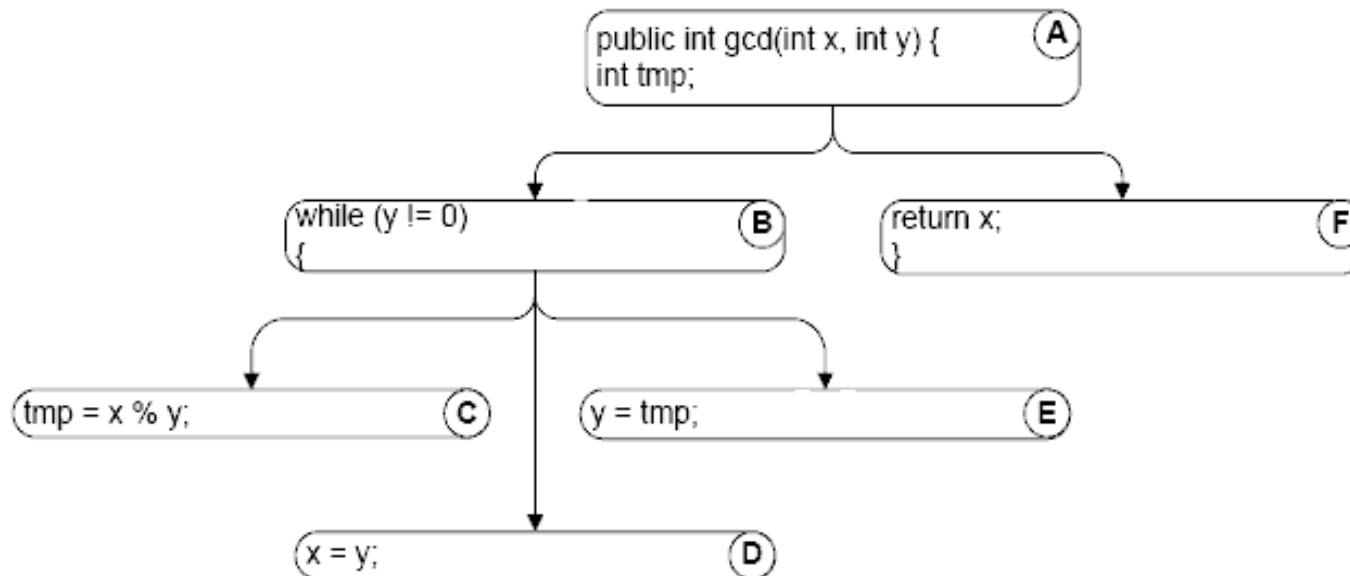 public int gcd(int x, int y) {
A
int tmp;
while (y != 0)
B
{
return x;
F
}
tmp = x % y;
C
y = tmp;
E
x = y;
D